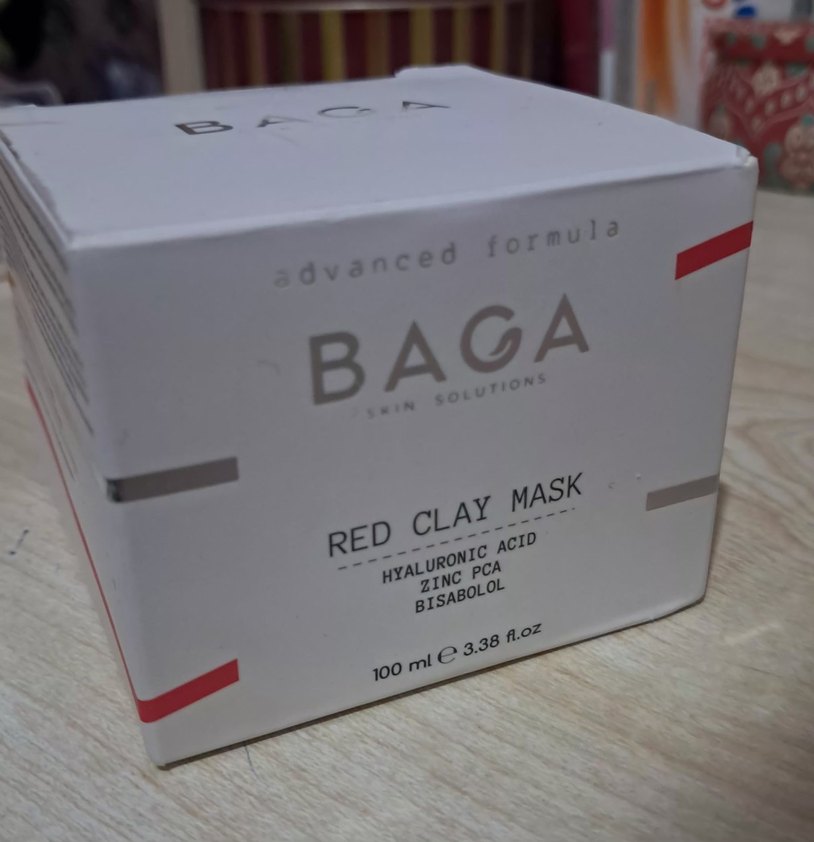 BAGA
advanced formula
BAGA
SKIN SOLUTIONS
RED CLAY MASK
HYALURONIC ACID
ZINC PCA
BISABOLOL
100 ml ℮ 3.38 fl.oz